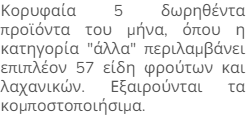 Κορυφαία 5 δωρηθέντα
προϊόντα του μήνα, όπου η
κατηγορία "άλλα" περιλαμβάνει
επιπλέον 57 είδη φρούτων και
λαχανικών. Εξαιρούνται τα
κομποστοποιήσιμα.